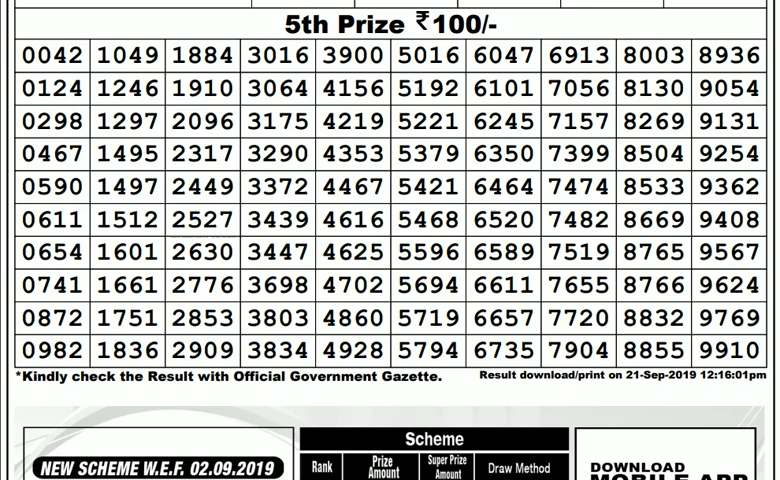 5th Prize ₹100/-
0042 1049 1884 3016 3900 5016 6047 6913 8003 8936
0124 1246 1910 3064 4156 5192 6101 7056 8130 9054
0298 1297 2096 3175 4219 5221 6245 7157 8269 9131
0467 1495 2317 3290 4353 5379 6350 7399 8504 9254
0590 1497 2449 3372 4467 5421 6464 7474 8533 9362
0611 1512 2527 3439 4616 5468 6520 7482 8669 9408
0654 1601 2630 3447 4625 5596 6589 7519 8765 9567
0741 1661 2776 3698 4702 5694 6611 7655 8766 9624
0872 1751 2853 3803 4860 5719 6657 7720 8832 9769
0982 1836 2909 3834 4928 5794 6735 7904 8855 9910
*Kindly check the Result with Official Government Gazette. Result download/print on 21-Sep-2019 12:16:01pm
Scheme
NEW SCHEME W.E.F. 02.09.2019
Rank Prize Amount Super Prize Amount Draw Method
DOWNLOAD
MOBILE APP